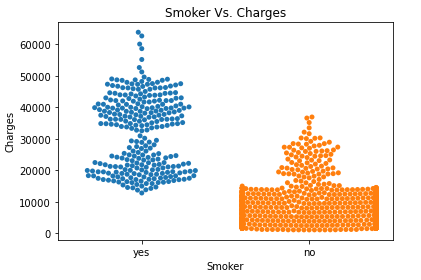 Smoker Vs. Charges
Charges
60000
50000
40000
30000
20000
10000
0
yes no
Smoker